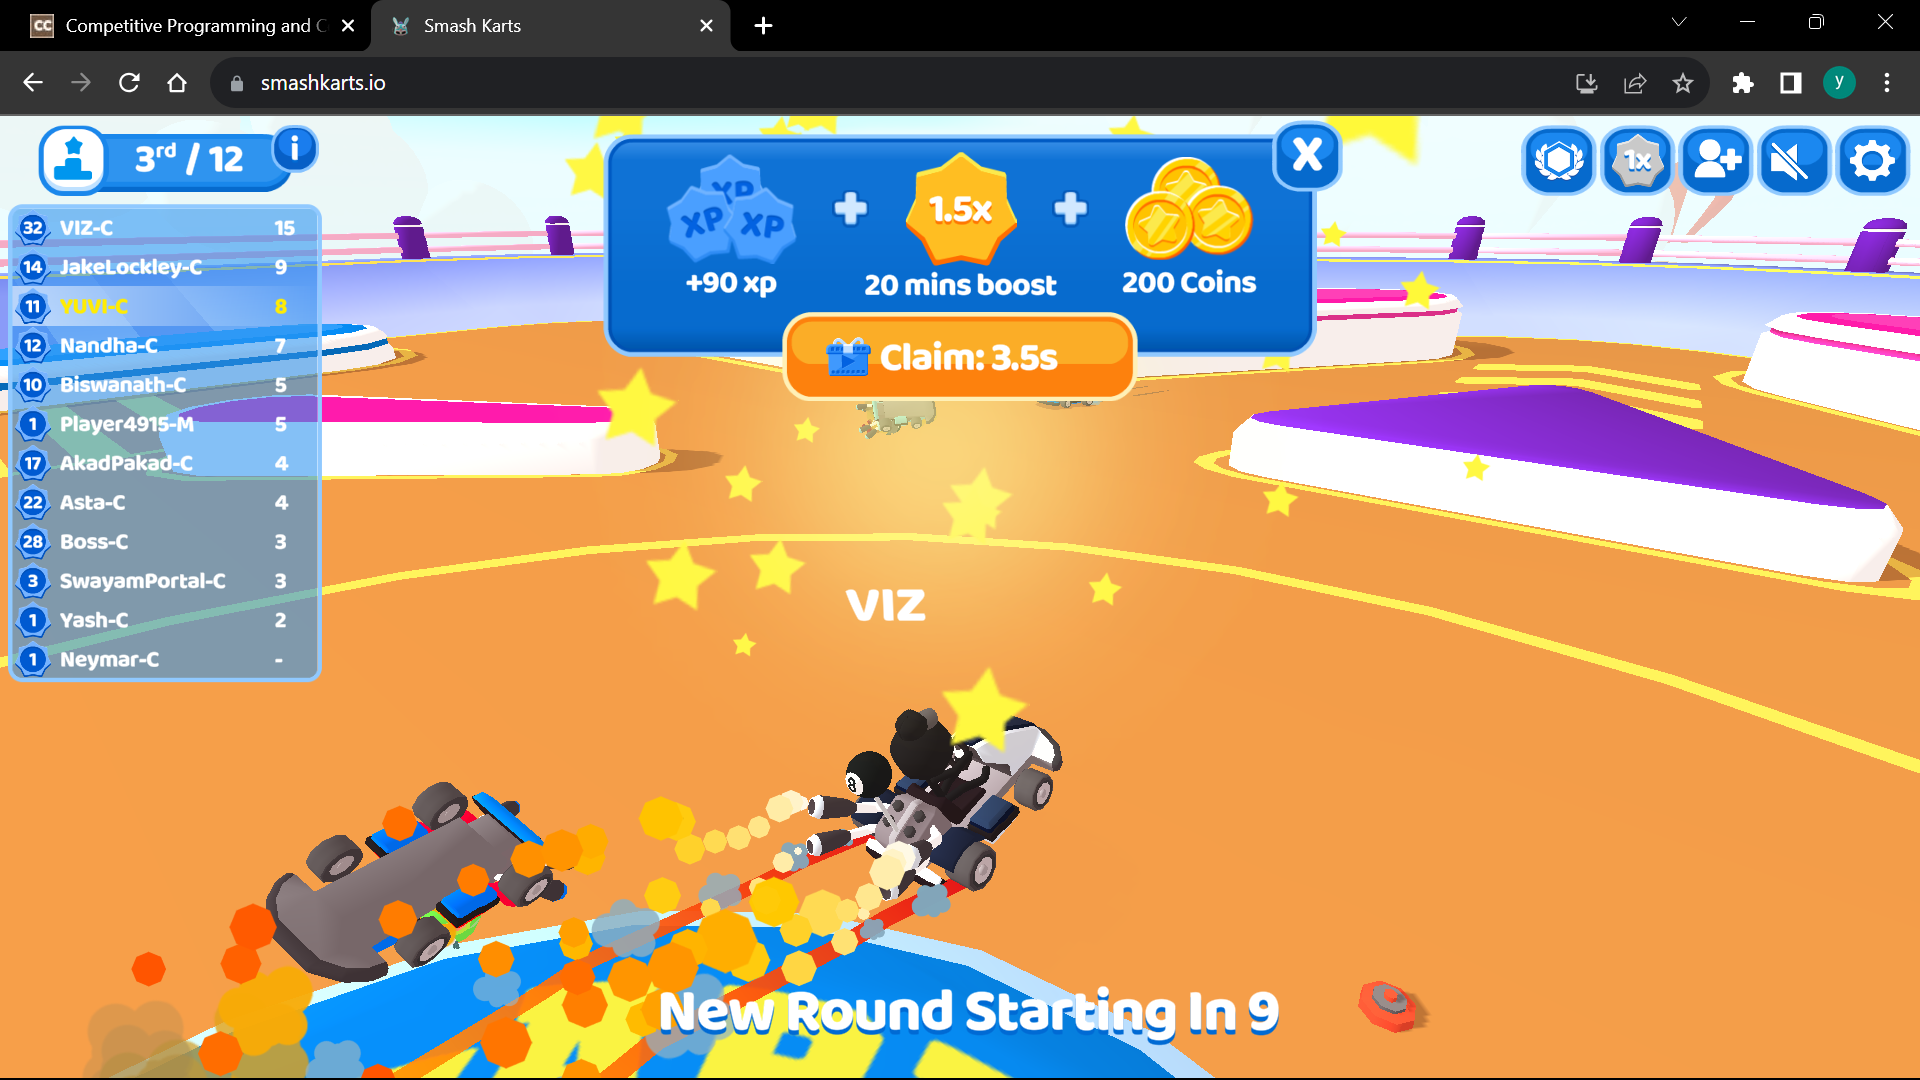 CC Competitive Programming and C
Smash Karts
smashkarts.io
y
3rd / 12
i
32 VIZ-C 15
14 JakeLockley-C 9
11 YUVI-C 8
12 Nandha-C 7
10 Biswanath-C 5
1 Player4915-M 5
17 AkadPakad-C 4
22 Asta-C 4
28 Boss-C 3
3 SwayamPortal-C 3
1 Yash-C 2
1 Neymar-C -
X
XP XP XP + 1.5x +
+90 xp
20 mins boost
200 Coins
Claim: 3.5s
1x
VIZ
8
New Round Starting In 9